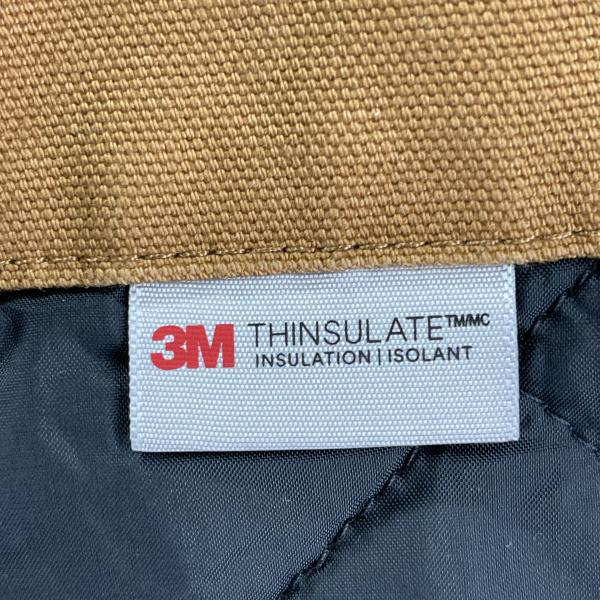 3M THINSULATE™/MC
INSULATION | ISOLANT